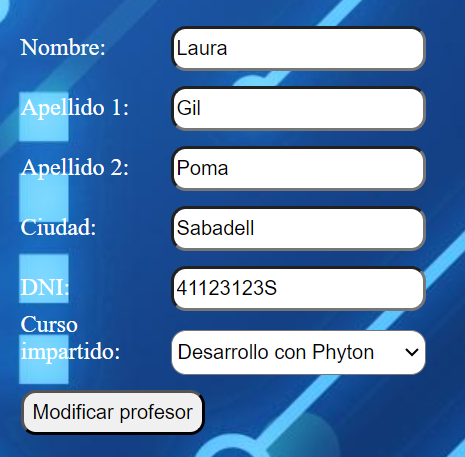 Nombre: Laura
Apellido 1: Gil
Apellido 2: Poma
Ciudad: Sabadell
DNI: 41123123S
Curso
impartido: Desarrollo con Phyton
Modificar profesor